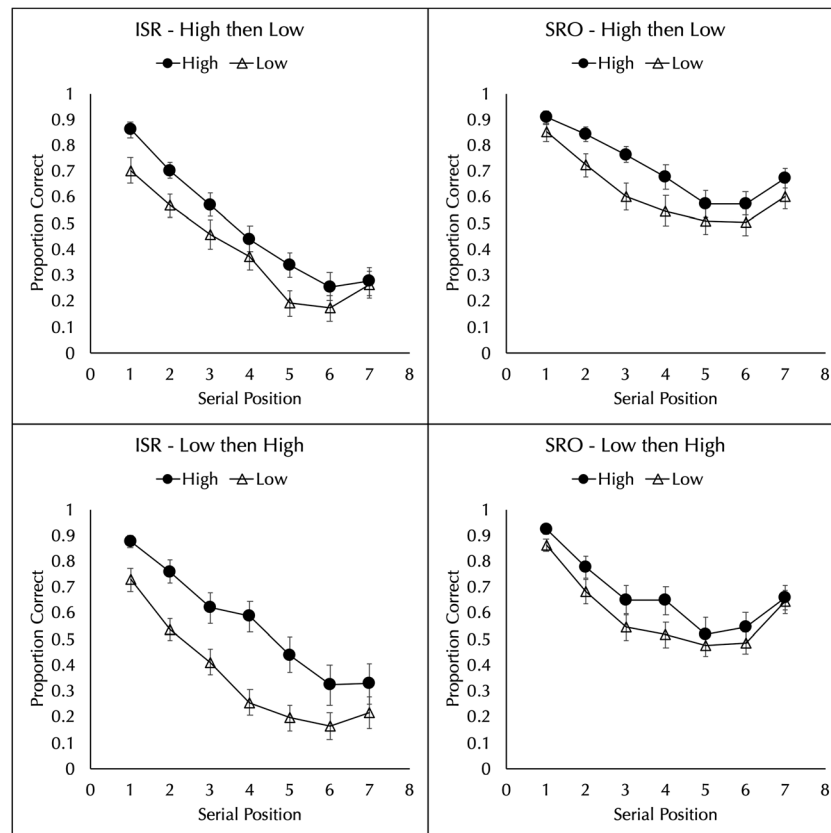 ISR - High then Low
High Low
1
0.9
0.8
0.7
0.6
0.5
0.4
0.3
0.2
0.1
0
Proportion Correct
0 1 2 3 4 5 6 7 8
Serial Position
SRO - High then Low
High Low
1
0.9
0.8
0.7
0.6
0.5
0.4
0.3
0.2
0.1
0
Proportion Correct
0 1 2 3 4 5 6 7 8
Serial Position
ISR - Low then High
High Low
1
0.9
0.8
0.7
0.6
0.5
0.4
0.3
0.2
0.1
0
Proportion Correct
0 1 2 3 4 5 6 7 8
Serial Position
SRO - Low then High
High Low
1
0.9
0.8
0.7
0.6
0.5
0.4
0.3
0.2
0.1
0
Proportion Correct
0 1 2 3 4 5 6 7 8
Serial Position